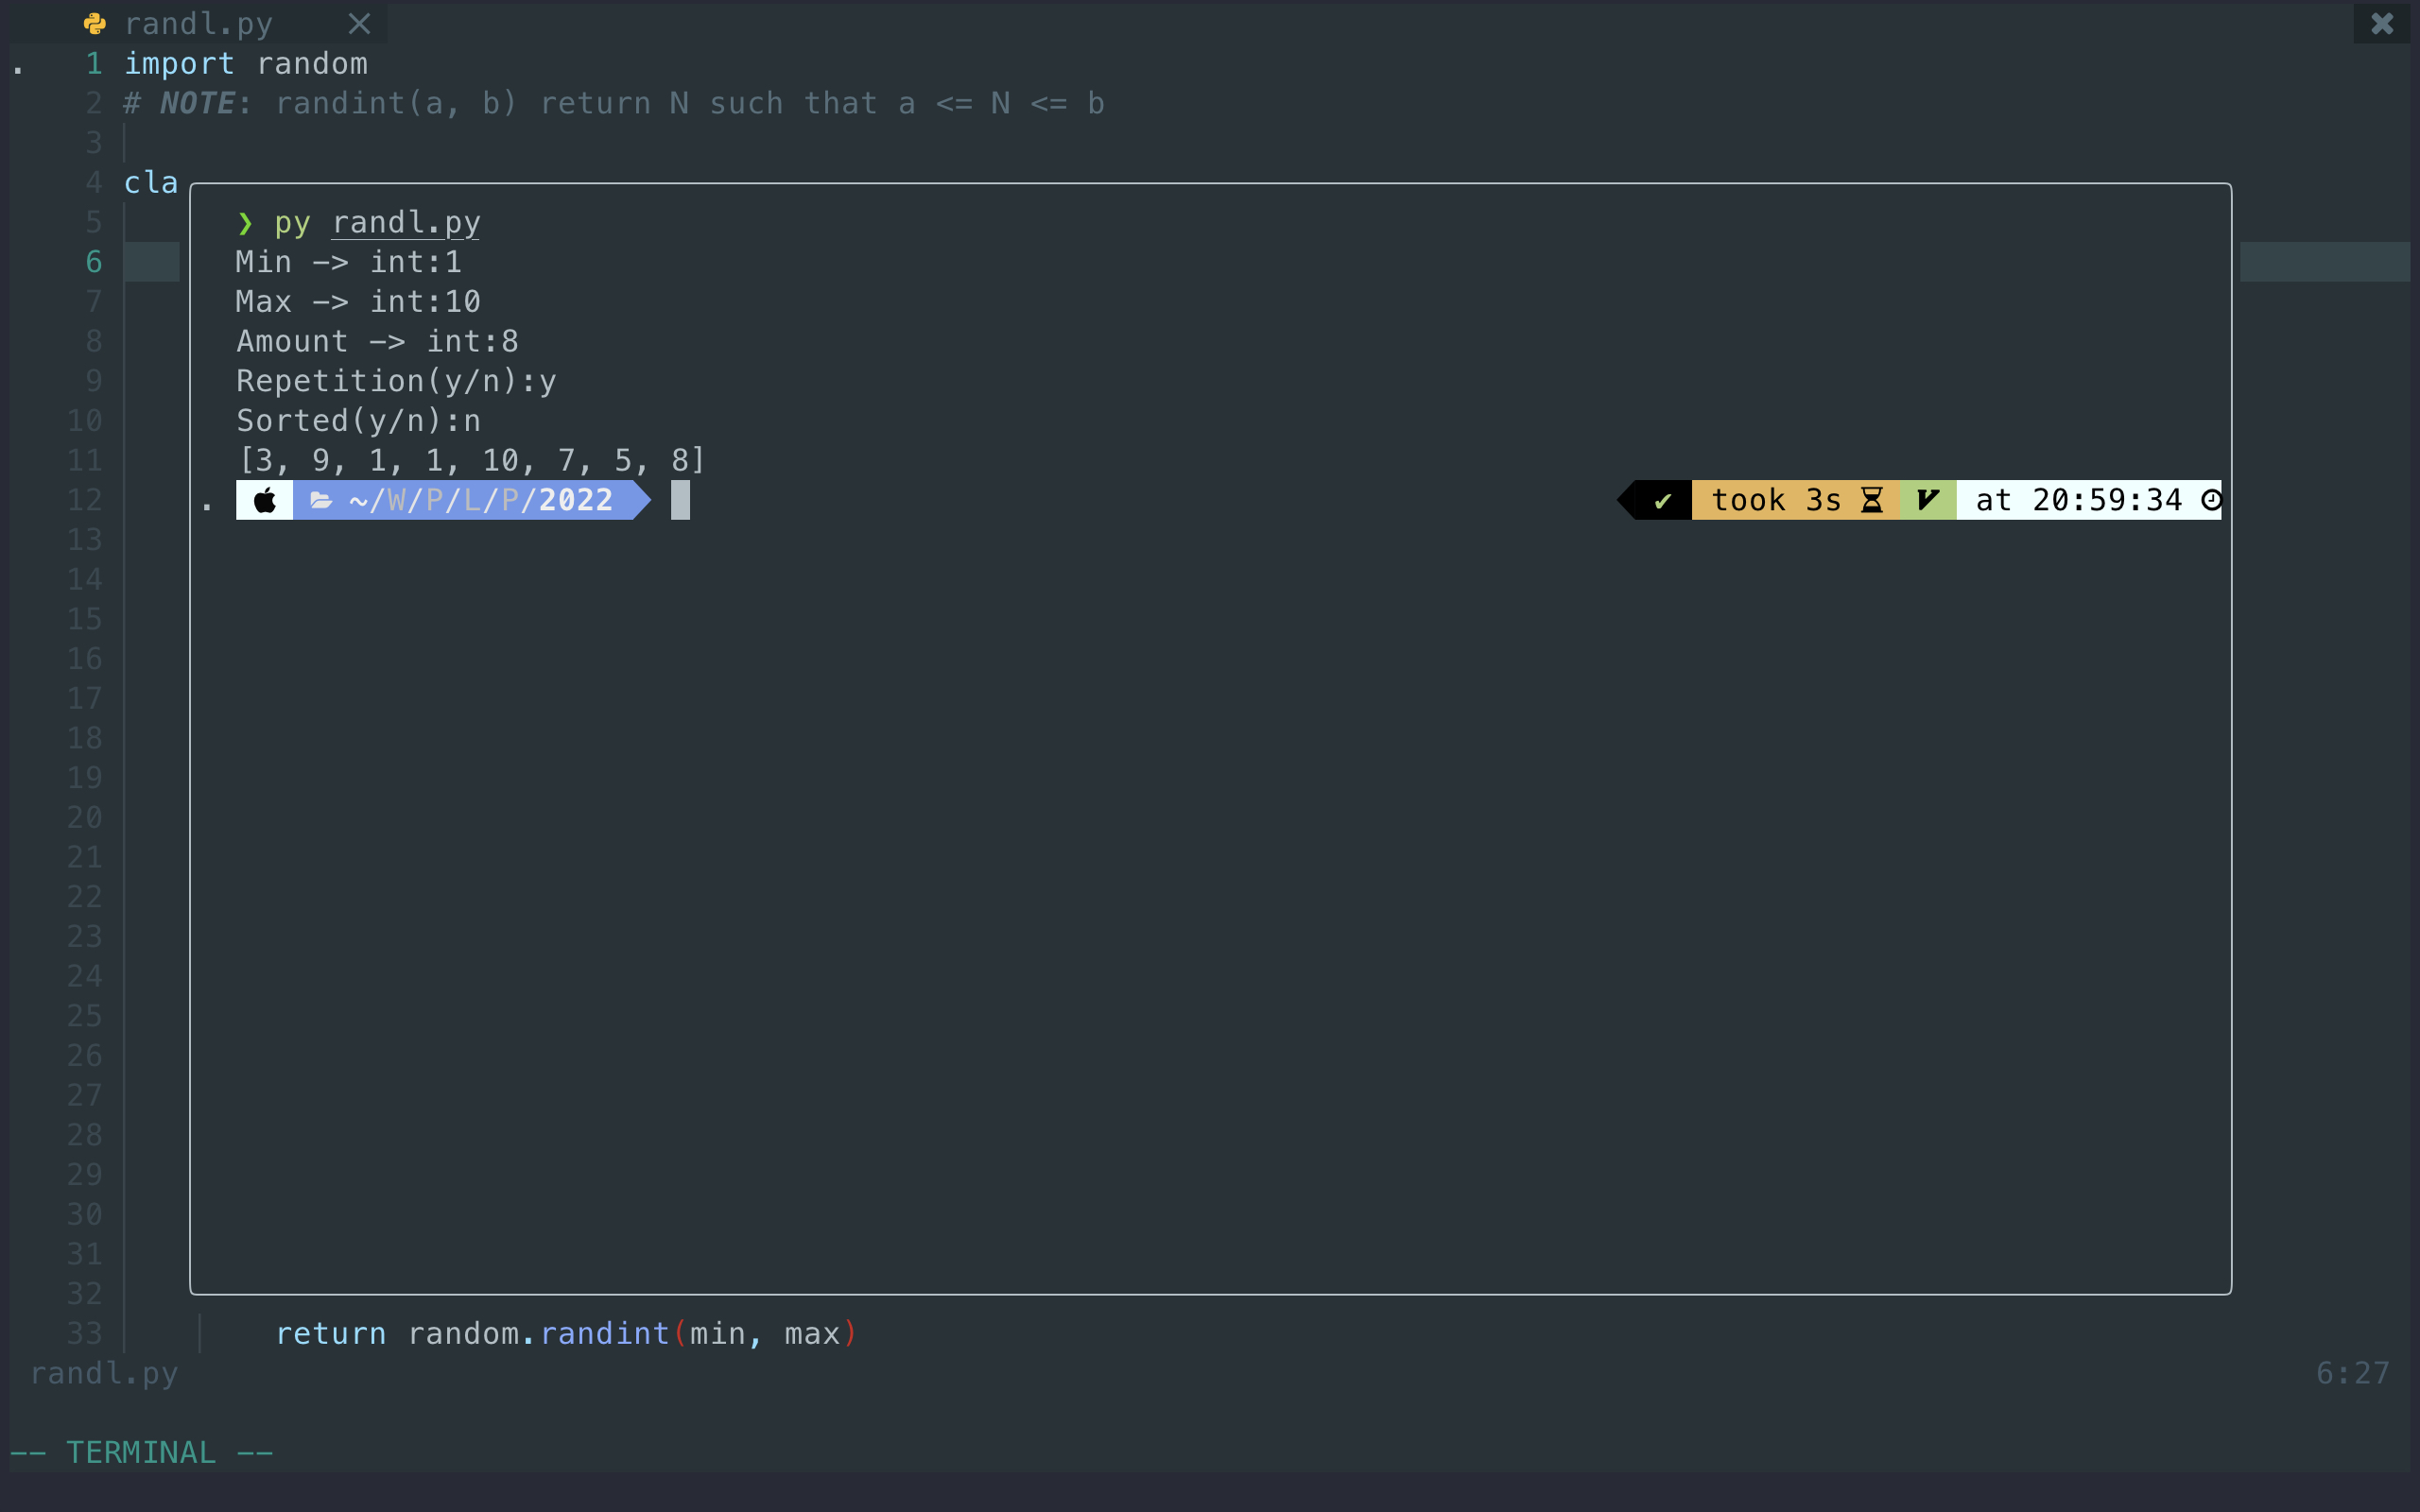 randl.py
1 import random
2 # NOTE: randint(a, b) return N such that a <= N <= b
3
4 cla
5 ❯ py randl.py
6 Min -> int:1
7 Max -> int:10
8 Amount -> int:8
9 Repetition(y/n):y
10 Sorted(y/n):n
11 [3, 9, 1, 1, 10, 7, 5, 8]
12 ~/W/P/L/P/2022 ✔ took 3s at 20:59:34
13
14
15
16
17
18
19
20
21
22
23
24
25
26
27
28
29
30
31
32
33 return random.randint(min, max)
randl.py 6:27
-- TERMINAL --